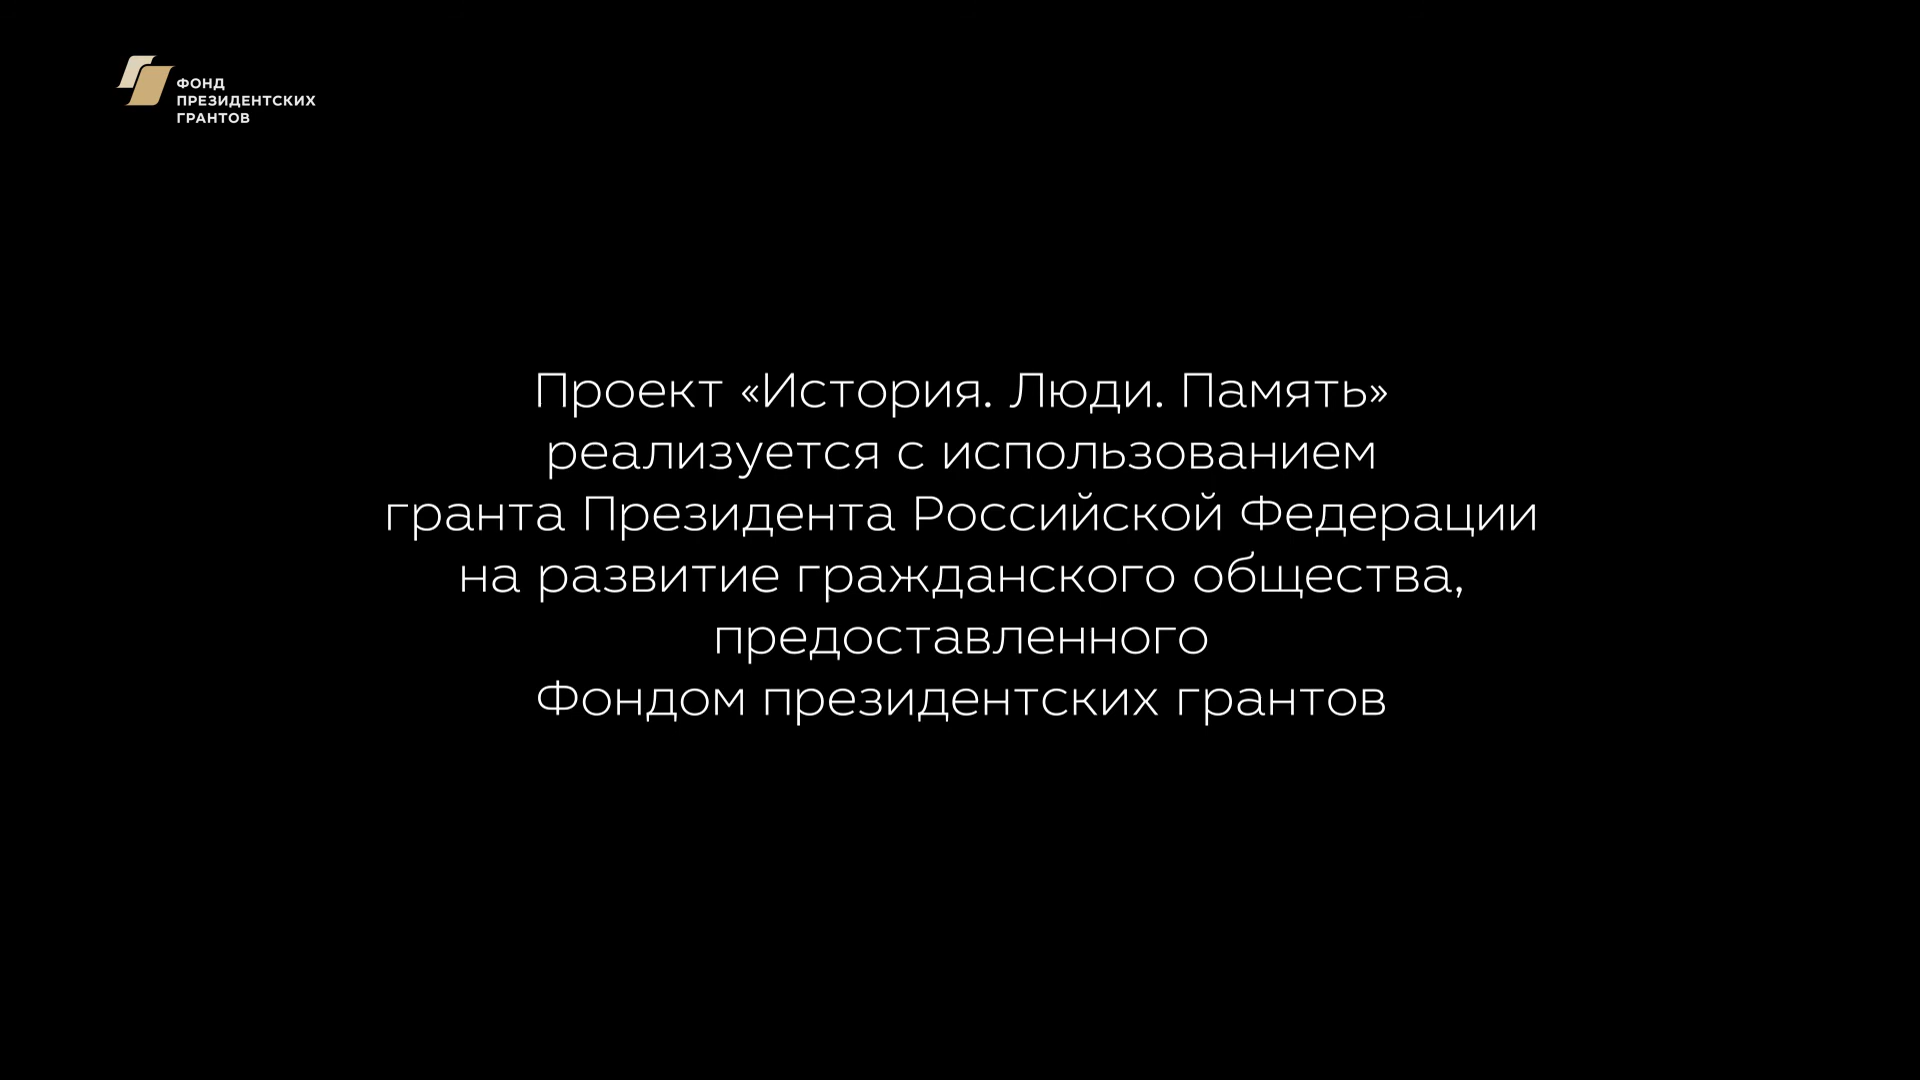 ФОНД
ПРЕЗИДЕНТСКИХ
ГРАНТОВ
Проект «История. Люди. Память»
реализуется с использованием
гранта Президента Российской Федерации
на развитие гражданского общества,
предоставленного
Фондом президентских грантов